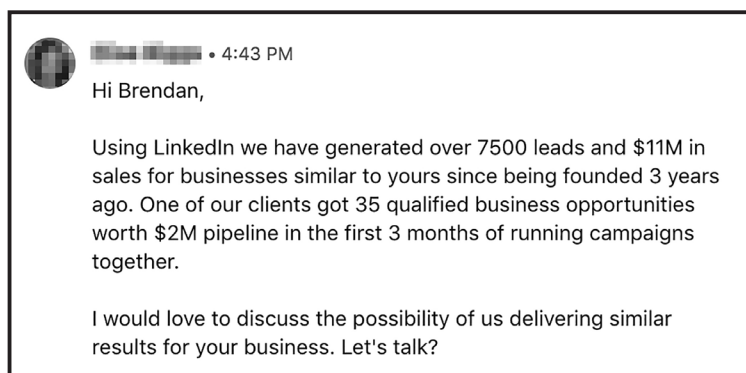 • 4:43 PM
Hi Brendan,
Using LinkedIn we have generated over 7500 leads and $11M in
sales for businesses similar to yours since being founded 3 years
ago. One of our clients got 35 qualified business opportunities
worth $2M pipeline in the first 3 months of running campaigns
together.
I would love to discuss the possibility of us delivering similar
results for your business. Let's talk?